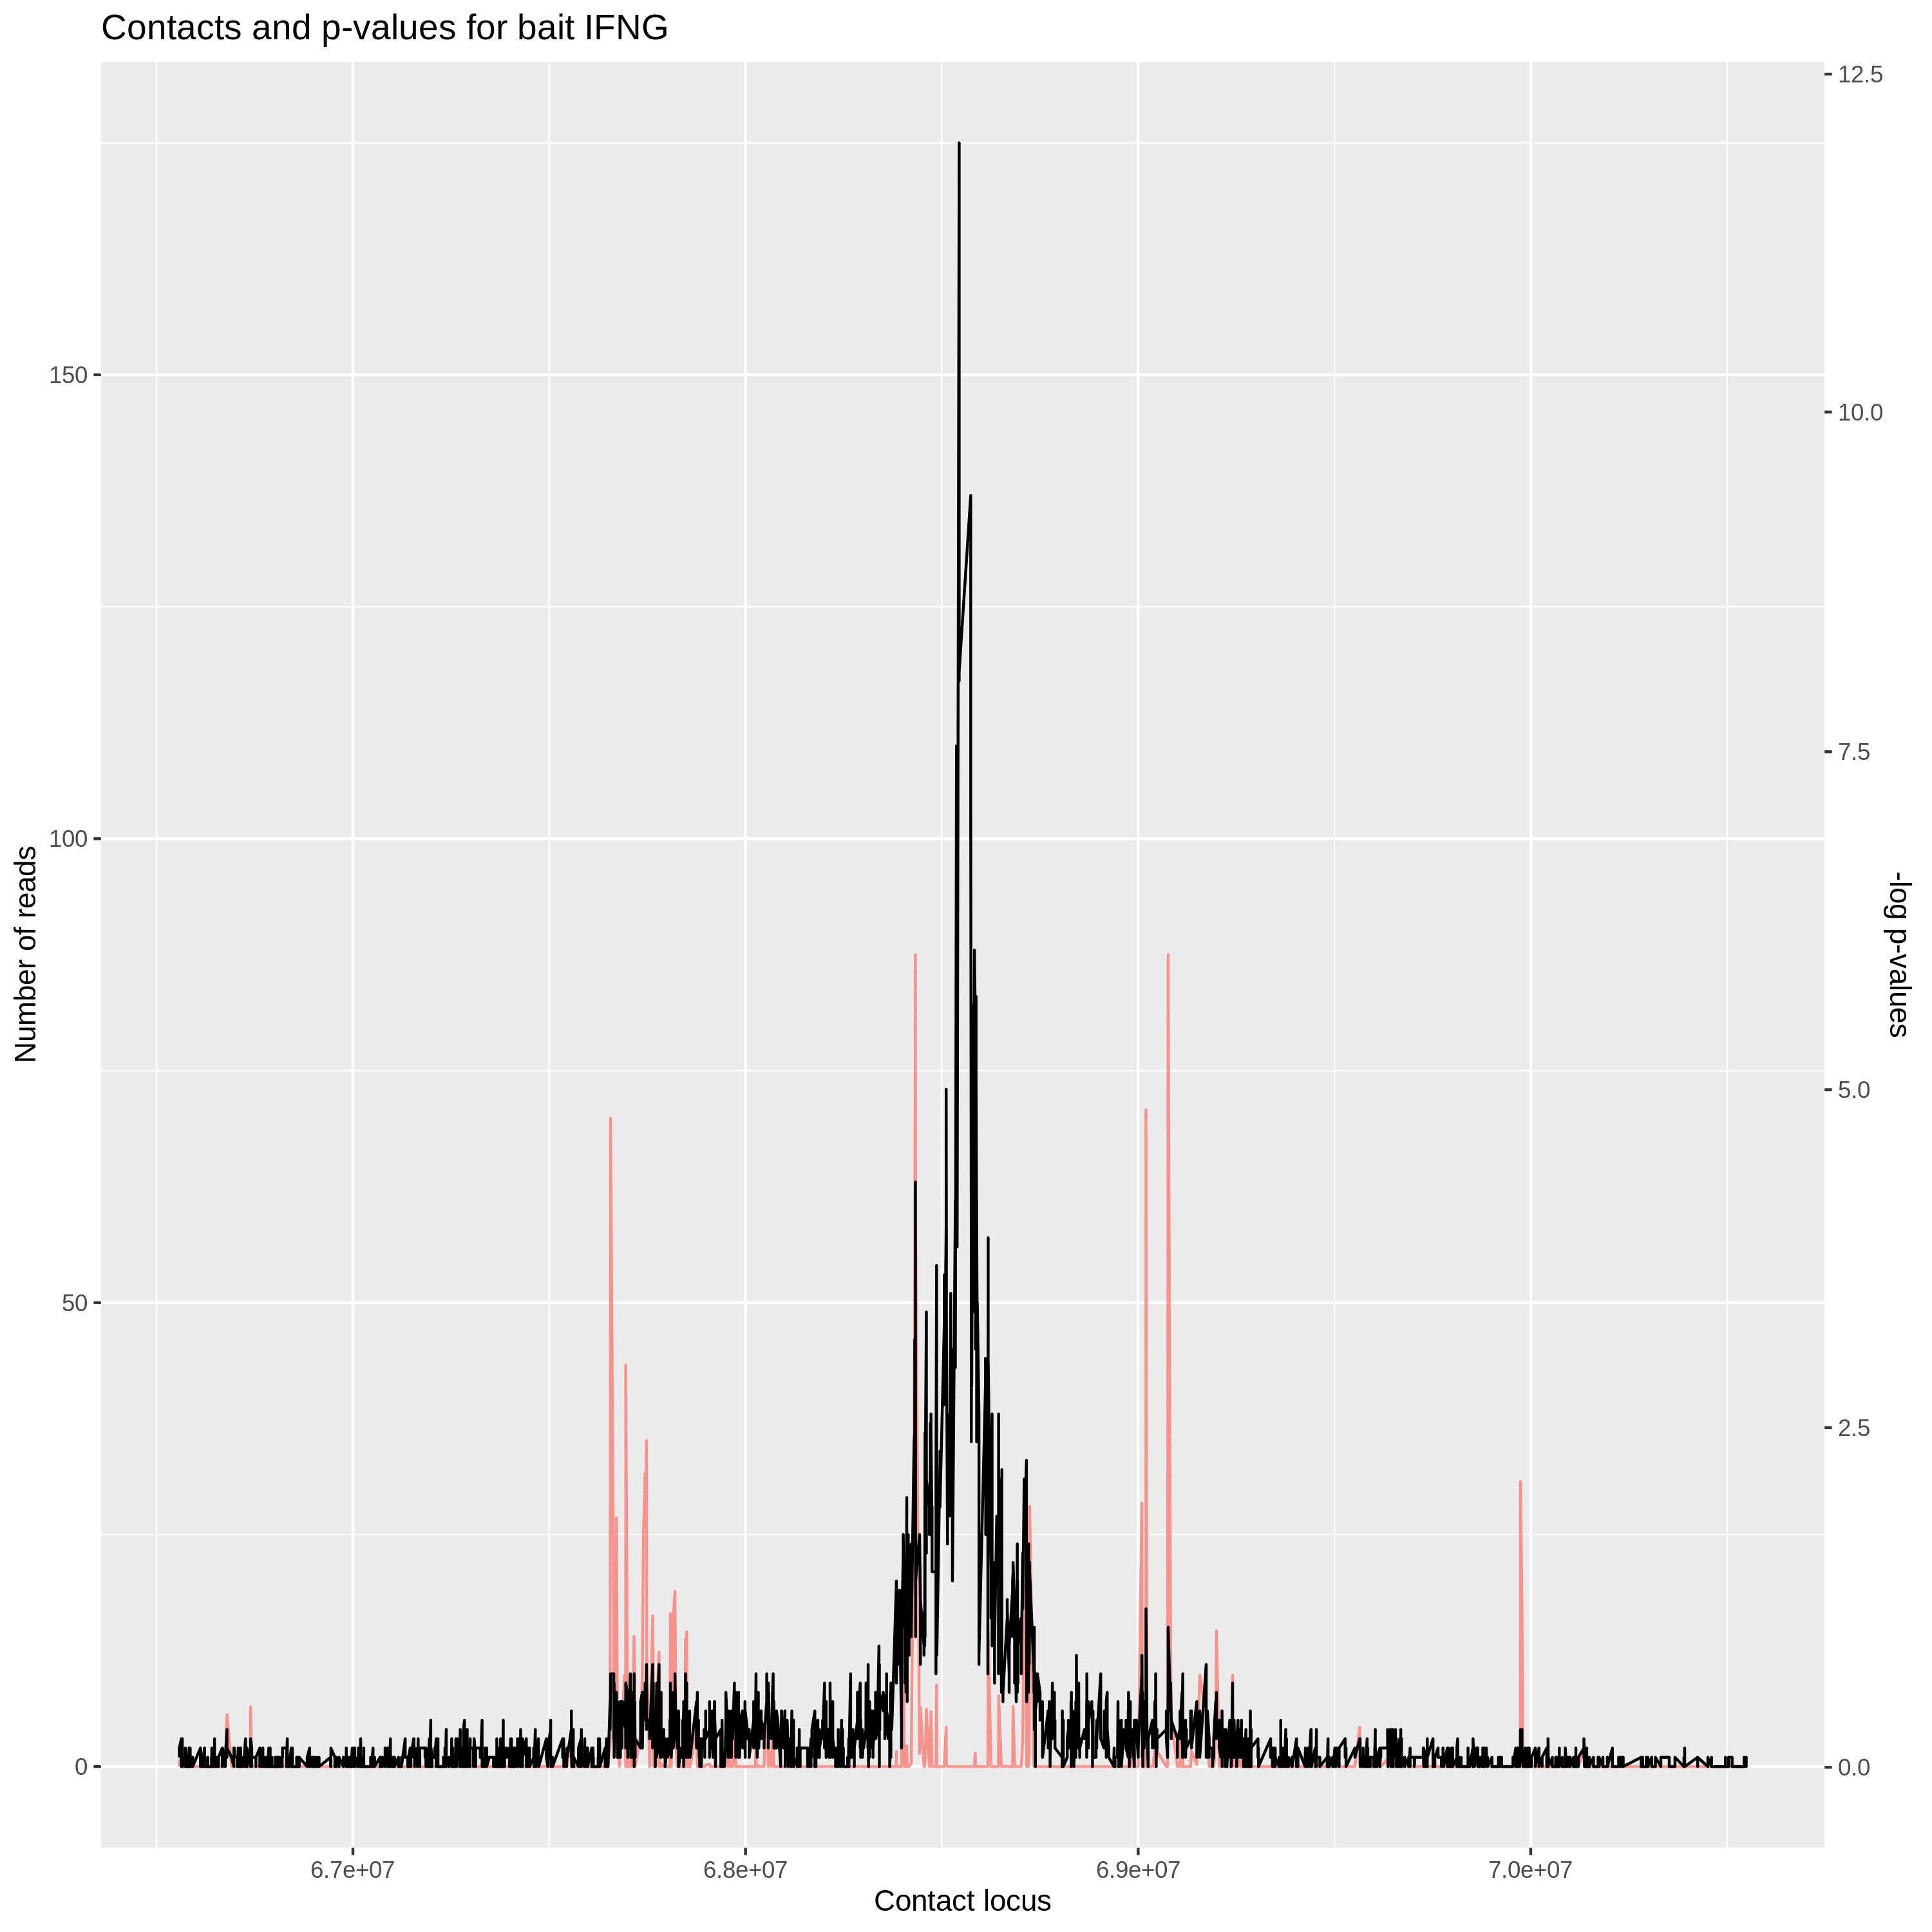 Contacts and p-values for bait IFNG
12.5
150
10.0
7.5
100
Number of reads
-log p-values
5.0
50
2.5
0
0.0
6.7e+07
6.8e+07
6.9e+07
7.0e+07
Contact locus